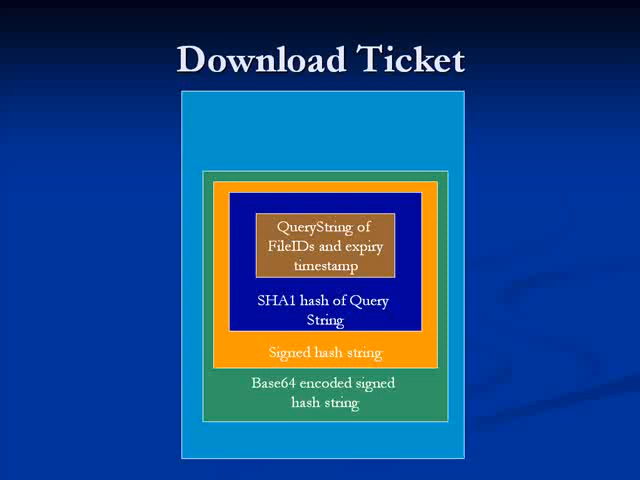 Download Ticket
QueryString of
FileIDs and expiry
timestamp
SHA1 hash of Query
String
Signed hash string
Base64 encoded signed
hash string